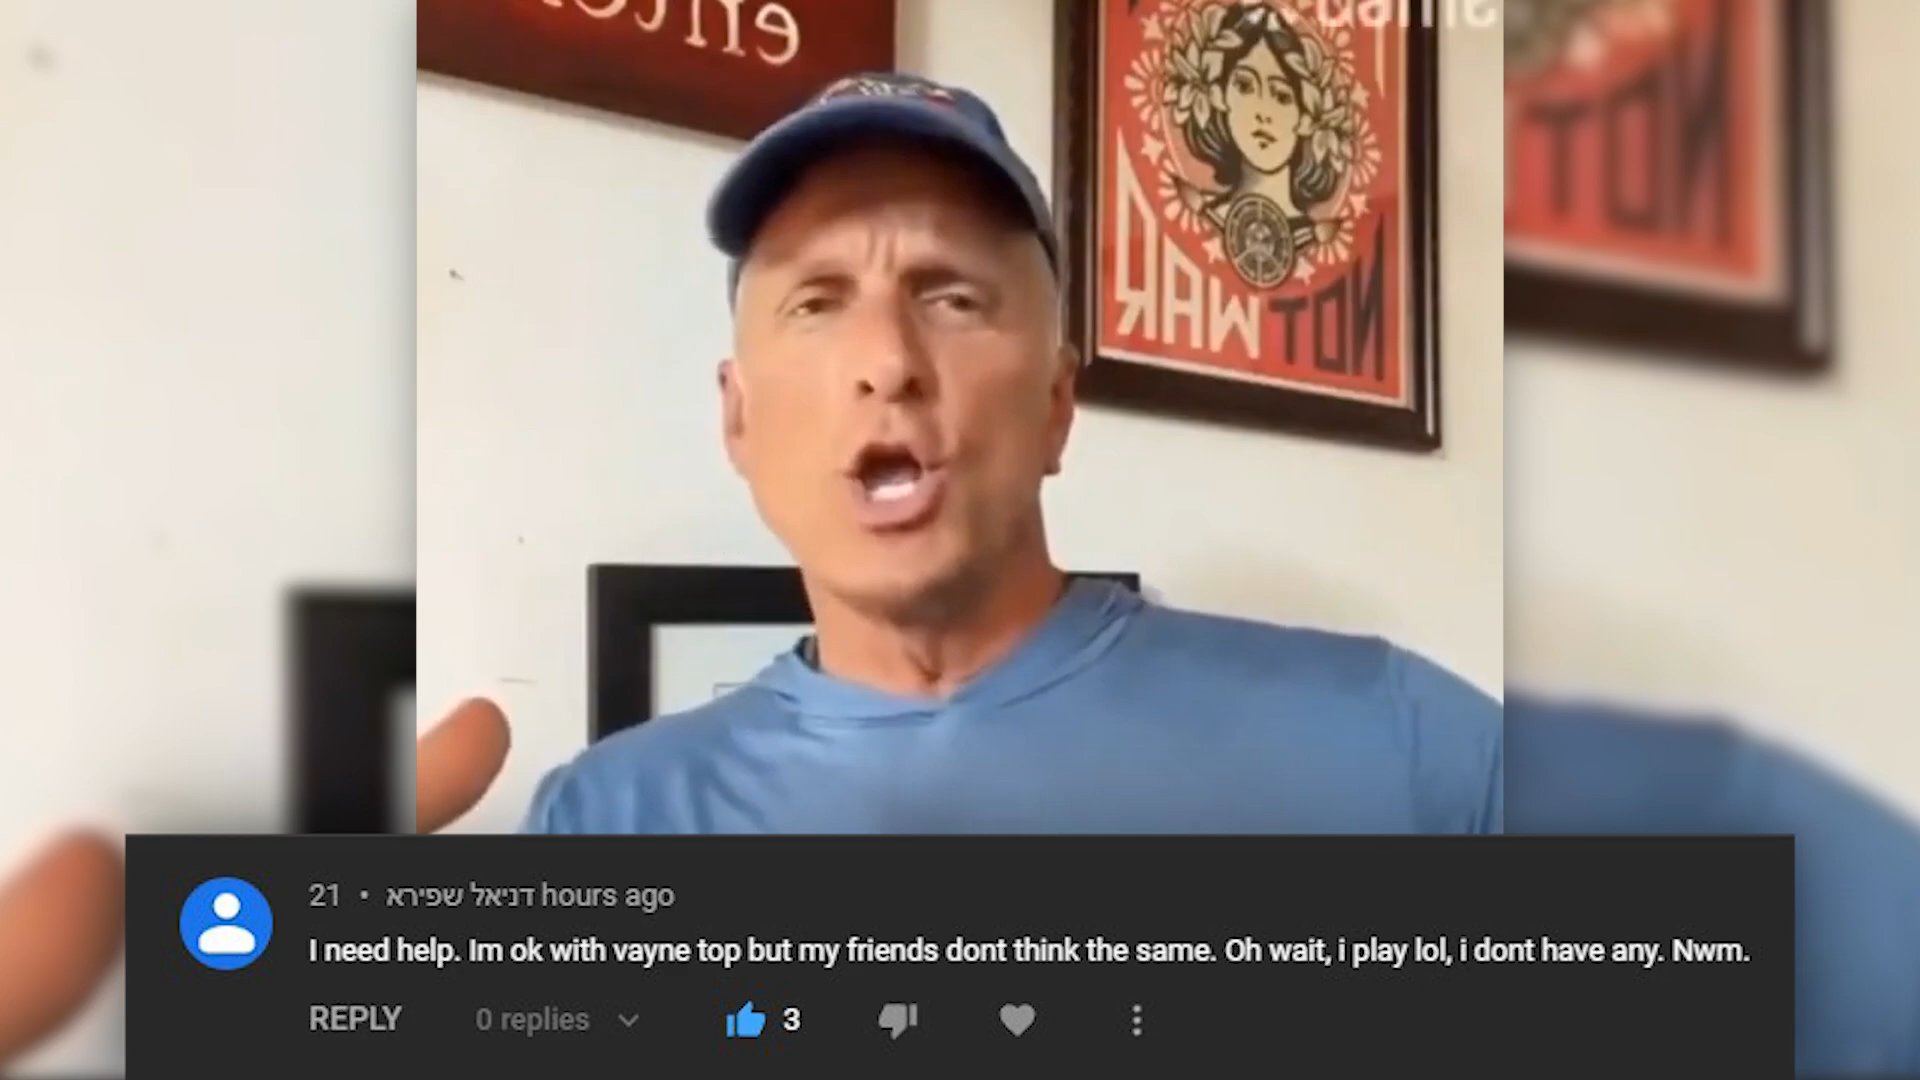 Game
NOT WAR
21 • דניאל שפירא hours ago
I need help. Im ok with vayne top but my friends dont think the same. Oh wait, i play lol, i dont have any. Nwm.
REPLY 0 replies 3